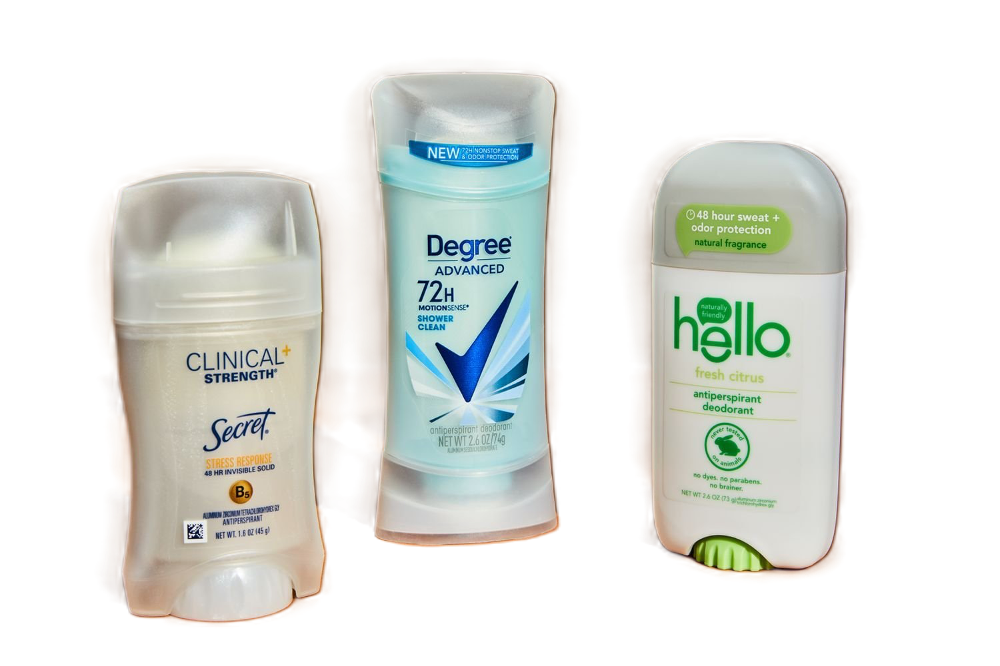 CLINICAL+
STRENGTH®
Secret®
STRESS RESPONSE
48 HR INVISIBLE SOLID
B5
ALUMINUM ZIRCONIUM TETRACHLOROHYDREX GLY
ANTIPERSPIRANT
NET WT. 1.6 OZ (45 g)
NEW 72H NONSTOP SWEAT
& ODOR PROTECTION
Degree®
ADVANCED
72H
MOTIONSENSE®
SHOWER
CLEAN
antiperspirant deodorant
NET WT 2.6 OZ/74g
ALUMINUM SESQUICHLOROHYDRATE
48 hour sweat +
odor protection
natural fragrance
naturally
friendly
hello®
fresh citrus
antiperspirant
deodorant
never tested
on animals
no dyes. no parabens.
no brainer.
NET WT 2.6 OZ (73 g) aluminum zirconium
trichlorohydrex gly